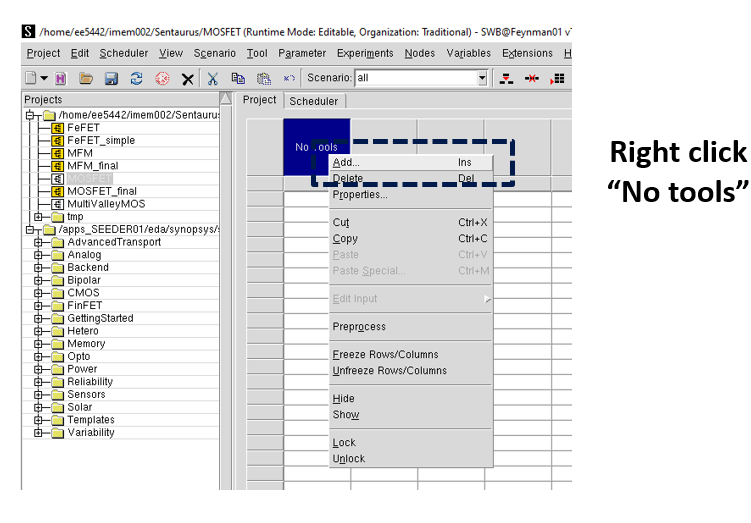 S /home/ee5442/imem002/Sentaurus/MOSFET (Runtime Mode: Editable, Organization: Traditional) - SWB@Feynman01 v
Project Edit Scheduler View Scenario Tool Parameter Experiments Nodes Variables Extensions H
Scenario: all
Projects
Project Scheduler
/home/ee5442/imem002/Sentauru
FeFET
FeFET_simple
MFM
MFM_final
MOSFET
MOSFET_final
MultiValleyMOS
tmp
/apps_SEEDER01/eda/synopsys/
AdvancedTransport
Analog
Backend
Bipolar
CMOS
FinFET
GettingStarted
Hetero
Memory
Opto
Power
Reliability
Sensors
Solar
Templates
Variability
No Tools
Add... Ins
Delete Del
Properties...
Cut Ctrl+X
Copy Ctrl+C
Paste Ctrl+V
Paste Special... Ctrl+M
Edit Input
Preprocess
Freeze Rows/Columns
Unfreeze Rows/Columns
Hide
Show
Lock
Unlock
Right click
“No tools”